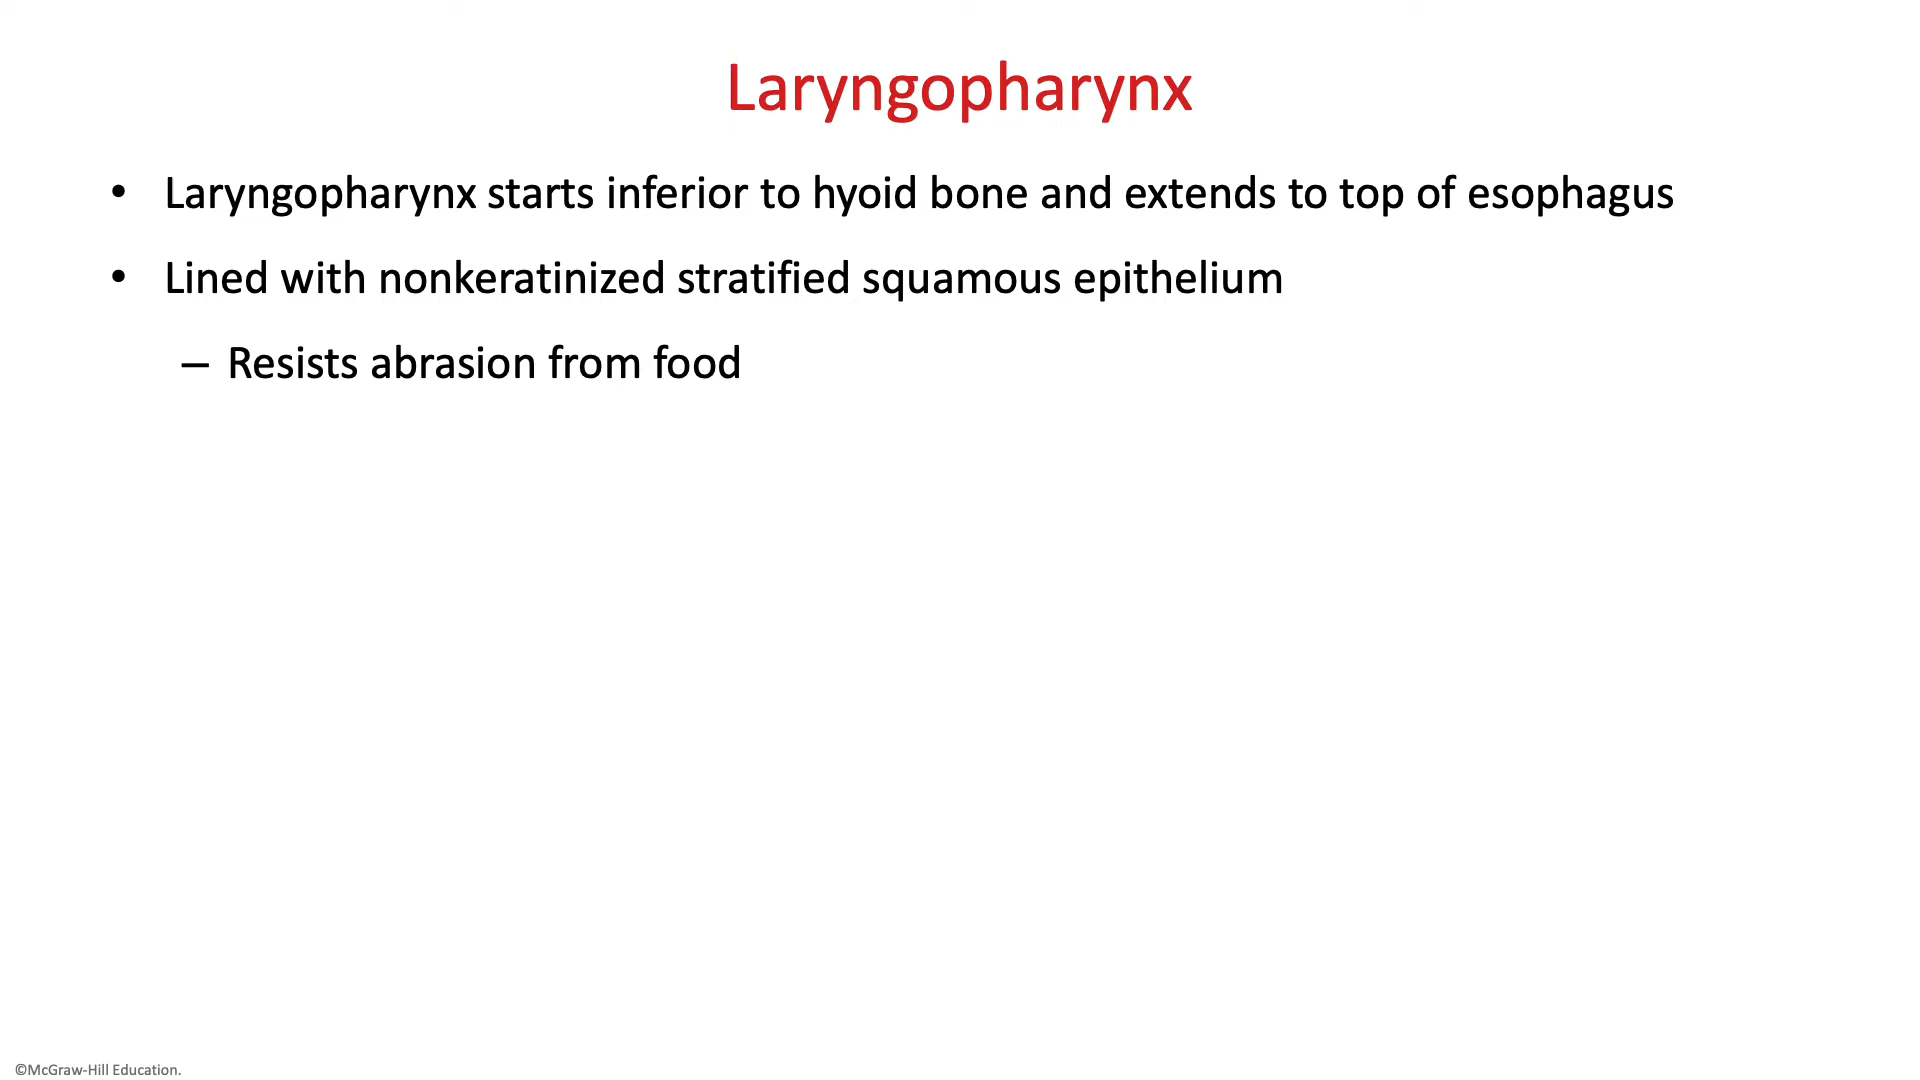 Laryngopharynx
• Laryngopharynx starts inferior to hyoid bone and extends to top of esophagus
• Lined with nonkeratinized stratified squamous epithelium
– Resists abrasion from food
©McGraw-Hill Education.